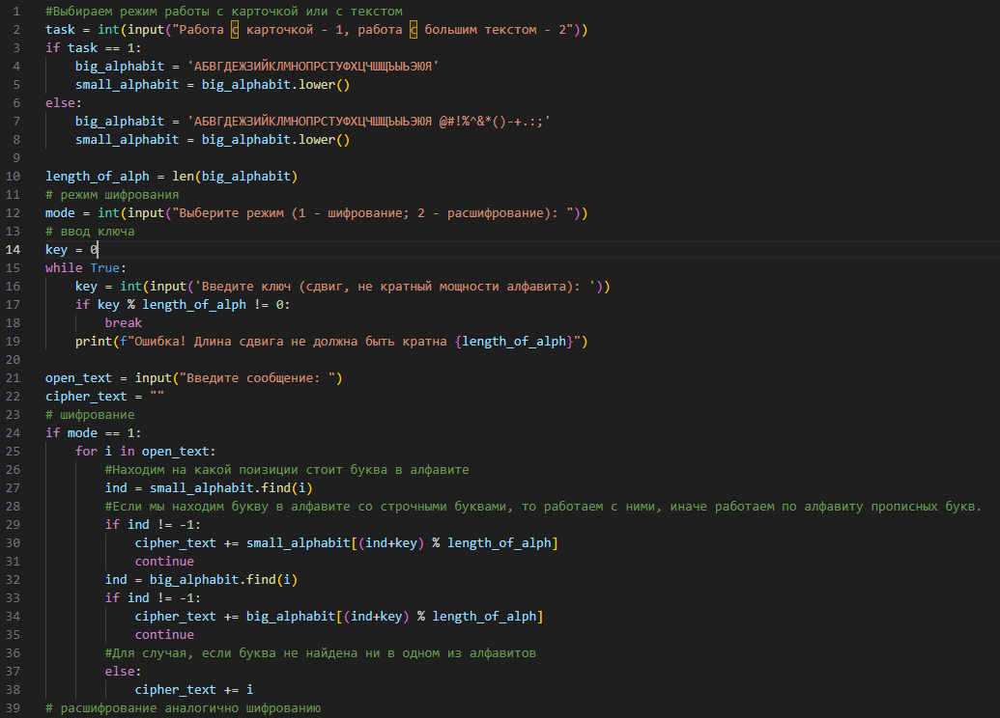 1 #Выбираем режим работы с карточкой или с текстом
2 task = int(input("Работа с карточкой - 1, работа с большим текстом - 2"))
3 if task == 1:
4     big_alphabit = 'АБВГДЕЖЗИЙКЛМНОПРСТУФХЦЧШЩЪЫЬЭЮЯ'
5     small_alphabit = big_alphabit.lower()
6 else:
7     big_alphabit = 'АБВГДЕЖЗИЙКЛМНОПРСТУФХЦЧШЩЪЫЬЭЮЯ @#!%^&*()-+.:;'
8     small_alphabit = big_alphabit.lower()
9
10 length_of_alph = len(big_alphabit)
11 # режим шифрования
12 mode = int(input("Выберите режим (1 - шифрование; 2 - расшифрование): "))
13 # ввод ключа
14 key = 0
15 while True:
16     key = int(input('Введите ключ (сдвиг, не кратный мощности алфавита): '))
17     if key % length_of_alph != 0:
18         break
19     print(f"Ошибка! Длина сдвига не должна быть кратна {length_of_alph}")
20
21 open_text = input("Введите сообщение: ")
22 cipher_text = ""
23 # шифрование
24 if mode == 1:
25     for i in open_text:
26         #Находим на какой поизиции стоит буква в алфавите
27         ind = small_alphabit.find(i)
28         #Если мы находим букву в алфавите со строчными буквами, то работаем с ними, иначе работаем по алфавиту прописных букв.
29         if ind != -1:
30             cipher_text += small_alphabit[(ind+key) % length_of_alph]
31             continue
32         ind = big_alphabit.find(i)
33         if ind != -1:
34             cipher_text += big_alphabit[(ind+key) % length_of_alph]
35             continue
36         #Для случая, если буква не найдена ни в одном из алфавитов
37         else:
38             cipher_text += i
39 # расшифрование аналогично шифрованию